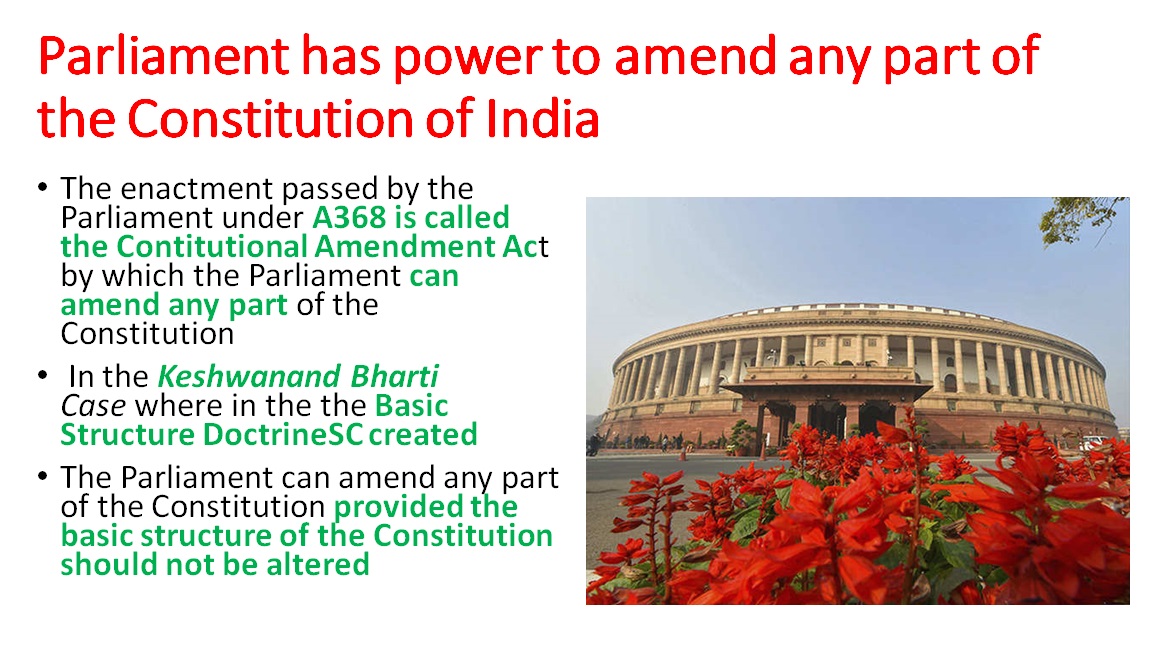 Parliament has power to amend any part of
the Constitution of India
• The enactment passed by the
Parliament under A368 is called
the Contitutional Amendment Act
by which the Parliament can
amend any part of the
Constitution
• In the Keshwanand Bharti
Case where in the the Basic
Structure DoctrineSC created
• The Parliament can amend any part
of the Constitution provided the
basic structure of the Constitution
should not be altered